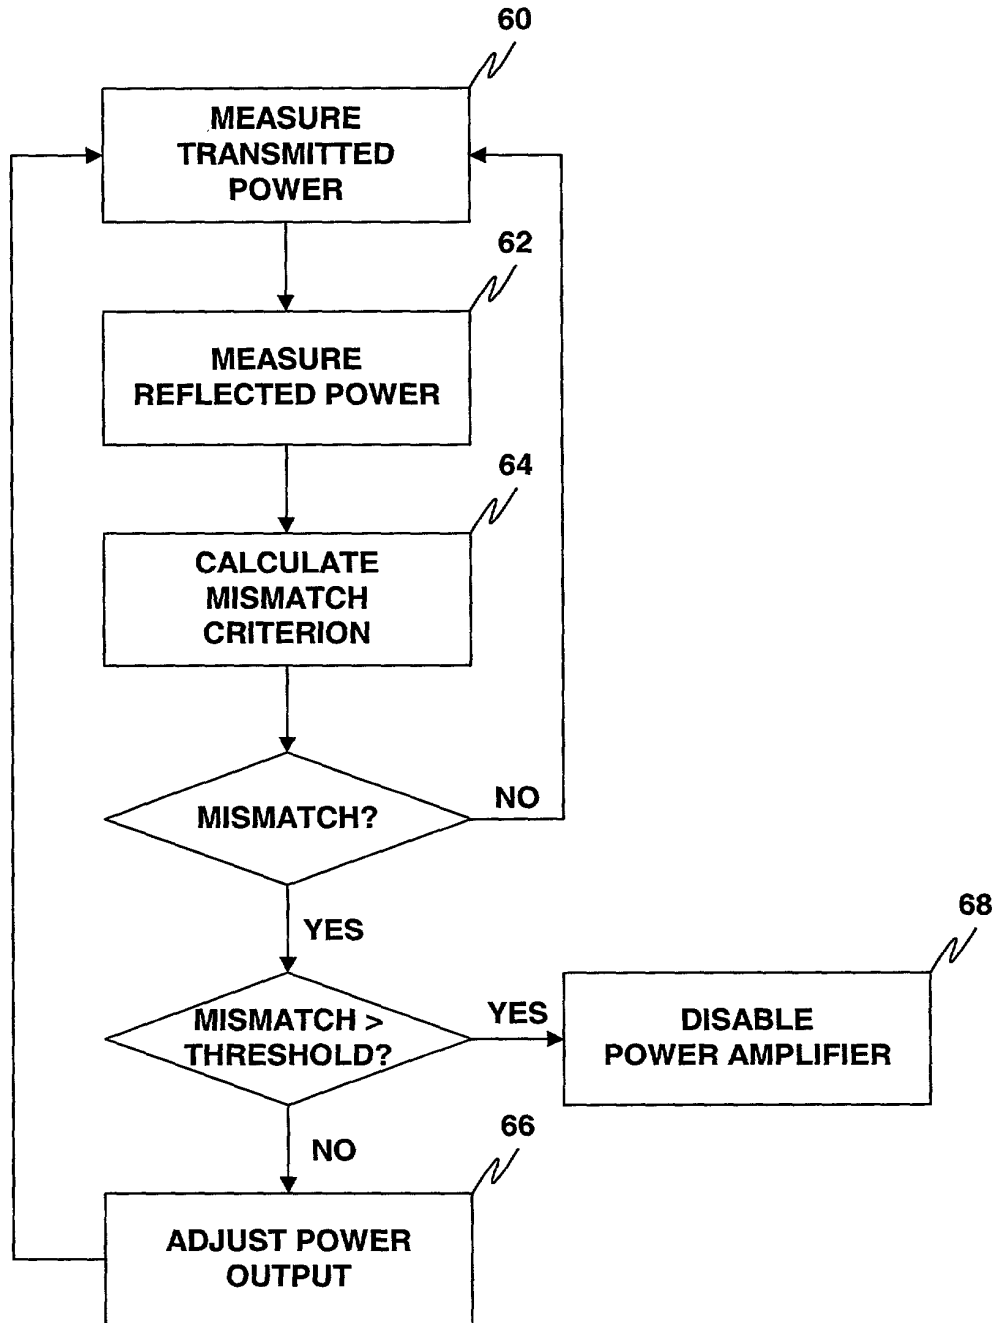 60
MEASURE
TRANSMITTED
POWER
62
MEASURE
REFLECTED POWER
64
CALCULATE
MISMATCH
CRITERION
MISMATCH?
NO
YES
68
MISMATCH >
THRESHOLD?
YES
DISABLE
POWER AMPLIFIER
NO
66
ADJUST POWER
OUTPUT